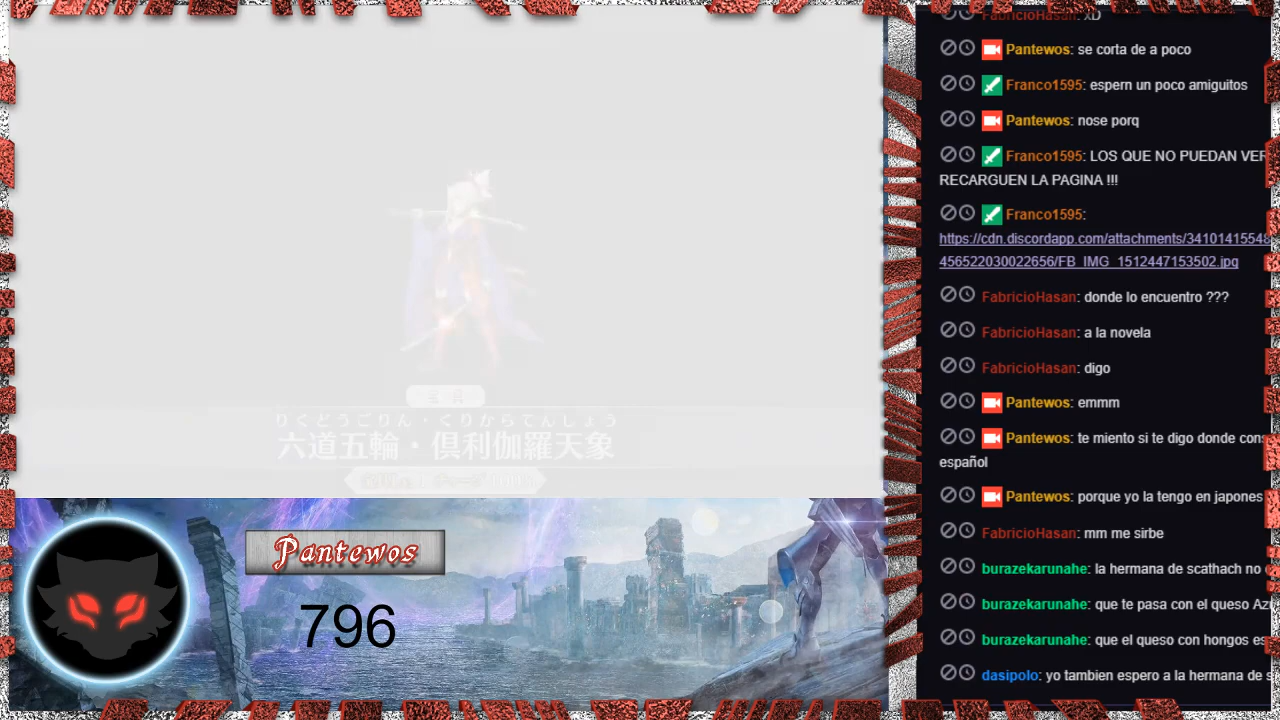 りくどうごりん・くりからてんしょう
六道五輪・倶利伽羅天象
Pantewos
796
FabricioHasan: xD
Pantewos: se corta de a poco
Franco1595: espern un poco amiguitos
Pantewos: nose porq
Franco1595: LOS QUE NO PUEDAN VER
RECARGUEN LA PAGINA !!!
Franco1595:
https://cdn.discordapp.com/attachments/34101415548
456522030022656/FB_IMG_1512447153502.jpg
FabricioHasan: donde lo encuentro ???
FabricioHasan: a la novela
FabricioHasan: digo
Pantewos: emmm
Pantewos: te miento si te digo donde con
español
Pantewos: porque yo la tengo en japones
FabricioHasan: mm me sirbe
burazekarunahe: la hermana de scathach no
burazekarunahe: que te pasa con el queso Az
burazekarunahe: que el queso con hongos es
dasipolo: yo tambien espero a la hermana de s